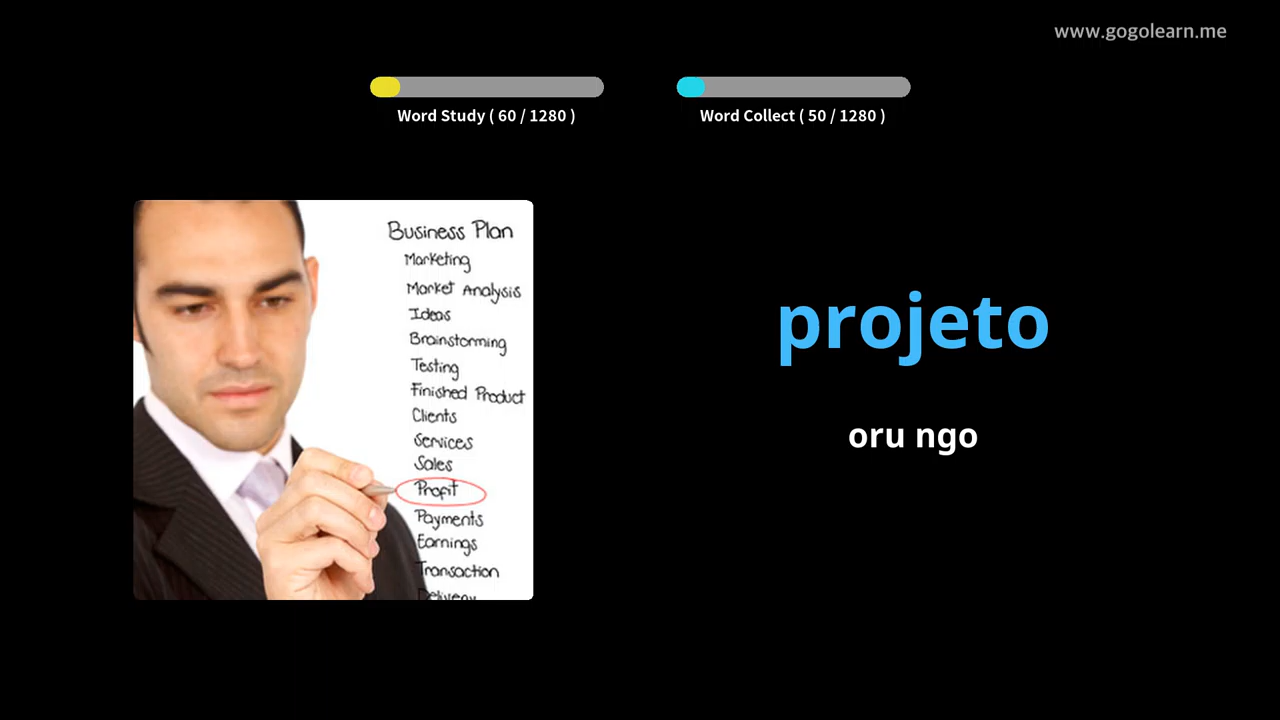 www.gogolearn.me
Word Study ( 60 / 1280 )
Word Collect ( 50 / 1280 )
Business Plan
Marketing
Market Analysis
Ideas
Brainstorming
Testing
Finished Product
Clients
Services
Sales
Profit
Payments
Earnings
Transaction
Delivery
projeto
oru ngo